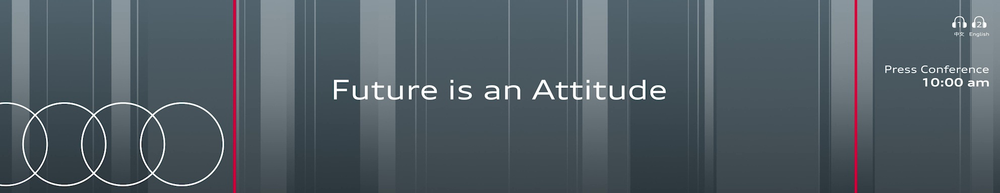 1 2
中文 English
Press Conference
10:00 am
Future is an Attitude